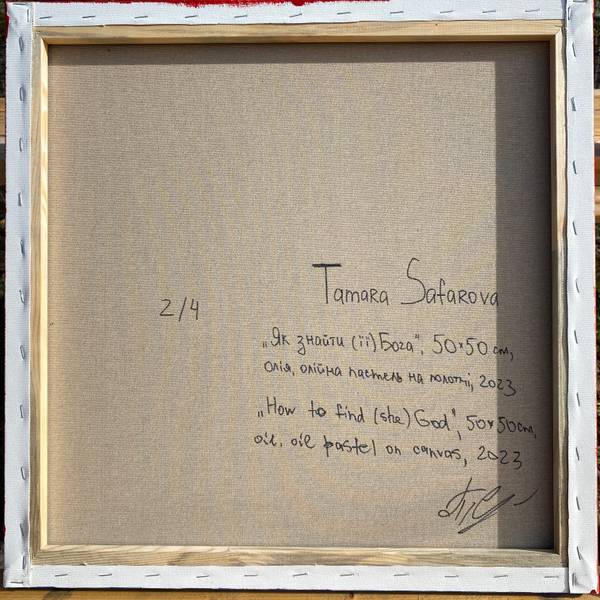 Tamara Safarova
2/4
„Як знайти (її) Бога", 50×50 cm,
олія, олійна пастель на полотні, 2023
„How to find (she) God", 50×50cm,
oil, oil pastel on canvas, 2023